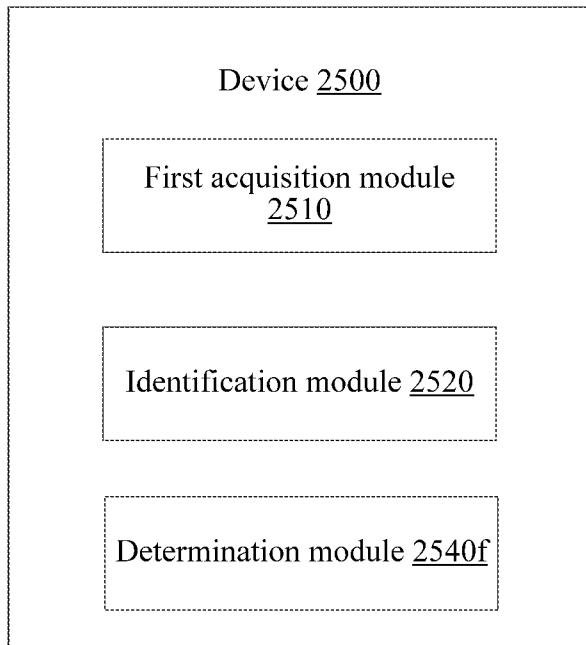 Device 2500
First acquisition module
2510
Identification module 2520
Determination module 2540f